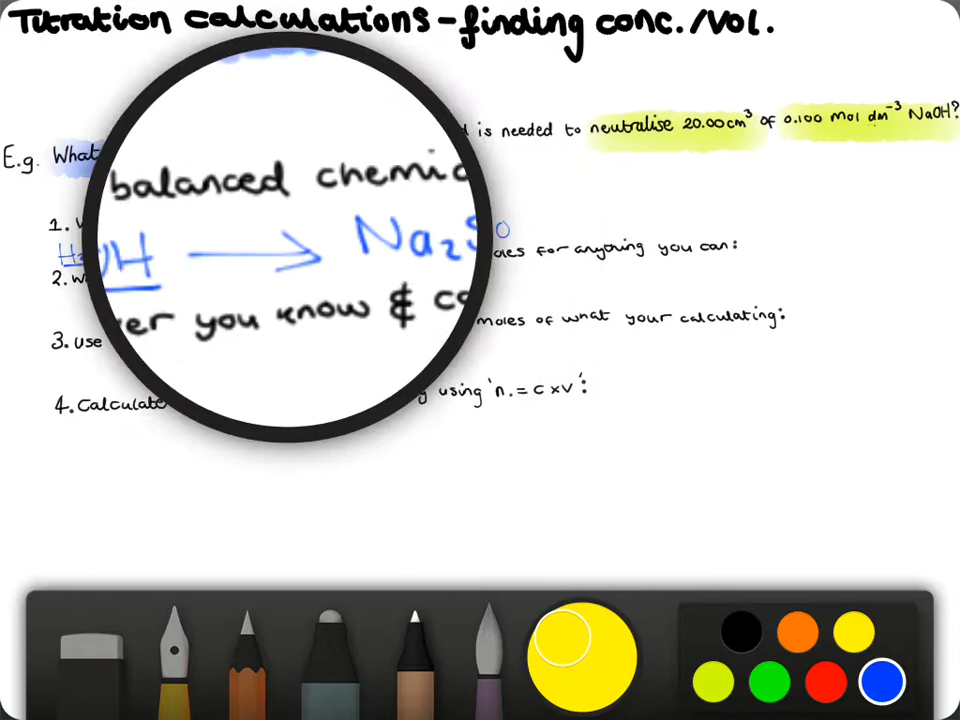 Titration calculations - finding conc./vol.
E.g. What is needed to neutralise 20.00cm³ of 0.100 mol dm⁻³ NaOH?
balanced chemic
1.
H OH → Na₂S O
for anything you can:
2. w
er you know & co
moles of what your calculating:
3. use
4. Calculate using 'n. = c x v':